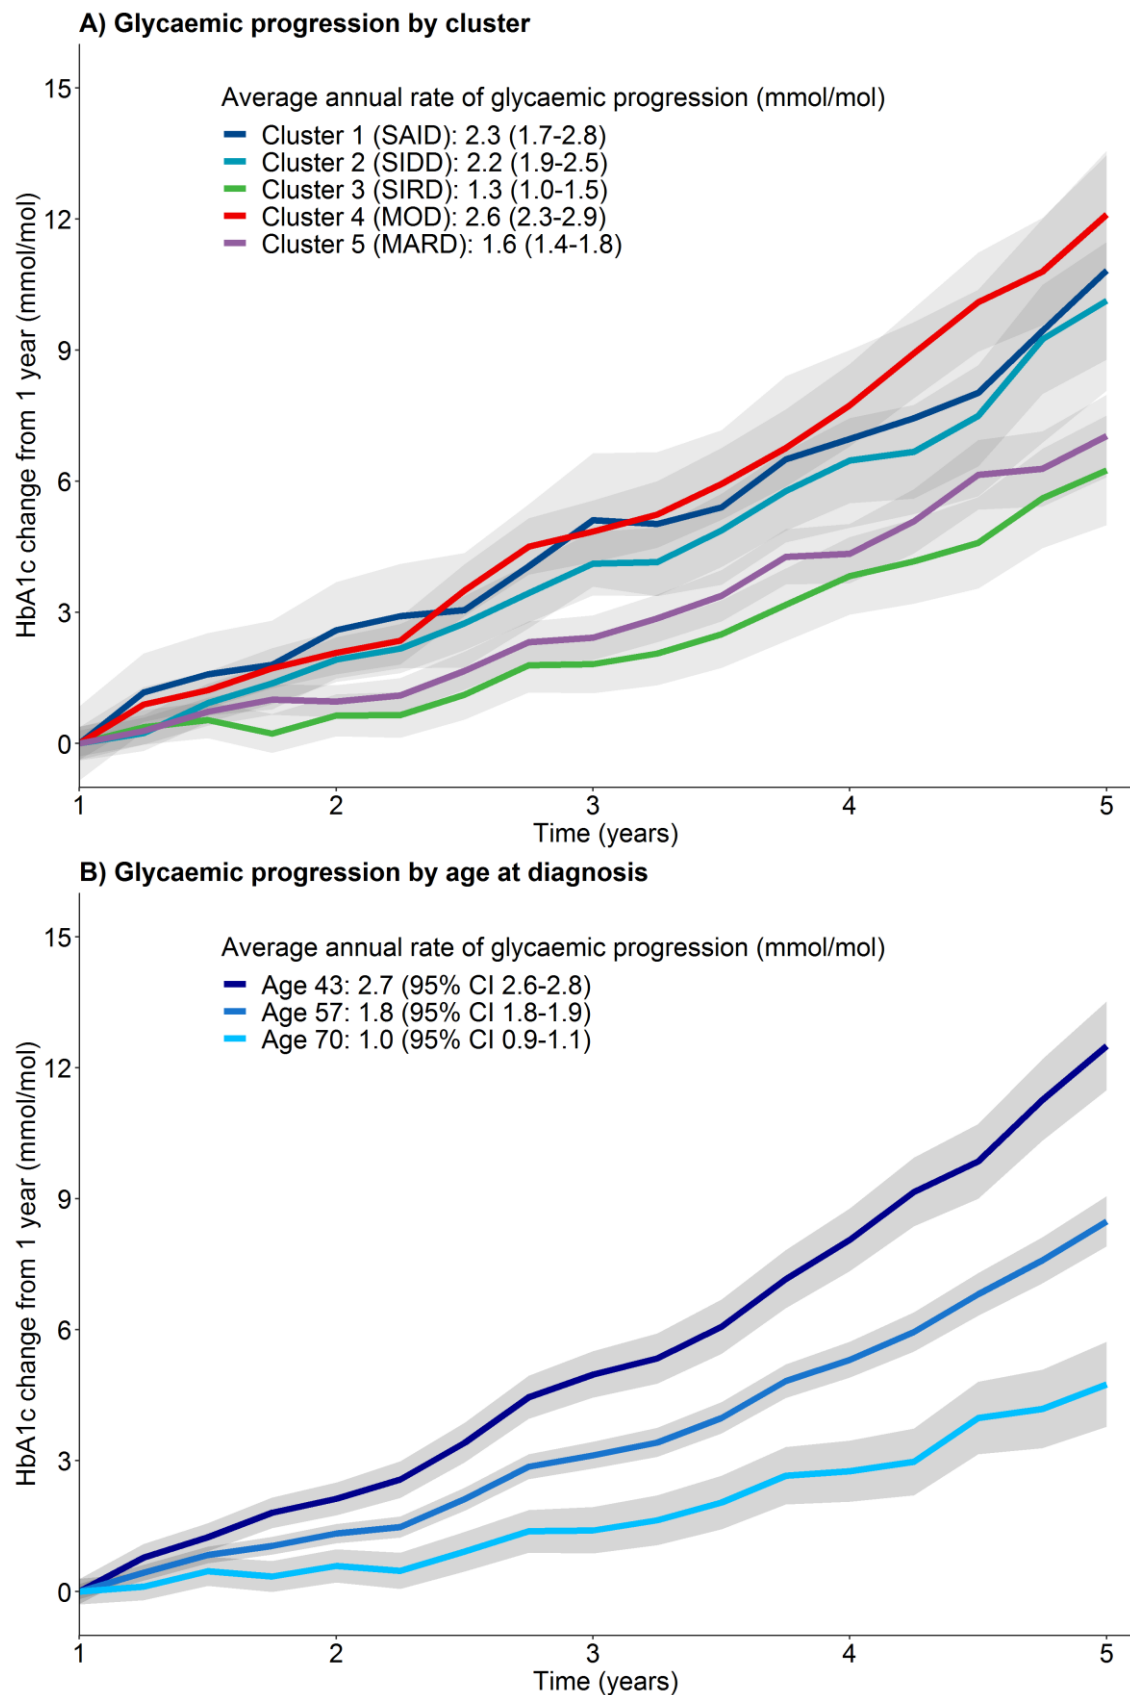 A) Glycaemic progression by cluster
15
12
9
6
3
0
HbA1c change from 1 year (mmol/mol)
Average annual rate of glycaemic progression (mmol/mol)
Cluster 1 (SAID): 2.3 (1.7-2.8)
Cluster 2 (SIDD): 2.2 (1.9-2.5)
Cluster 3 (SIRD): 1.3 (1.0-1.5)
Cluster 4 (MOD): 2.6 (2.3-2.9)
Cluster 5 (MARD): 1.6 (1.4-1.8)
1 2 3 4 5
Time (years)
B) Glycaemic progression by age at diagnosis
15
12
9
6
3
0
HbA1c change from 1 year (mmol/mol)
Average annual rate of glycaemic progression (mmol/mol)
Age 43: 2.7 (95% CI 2.6-2.8)
Age 57: 1.8 (95% CI 1.8-1.9)
Age 70: 1.0 (95% CI 0.9-1.1)
1 2 3 4 5
Time (years)